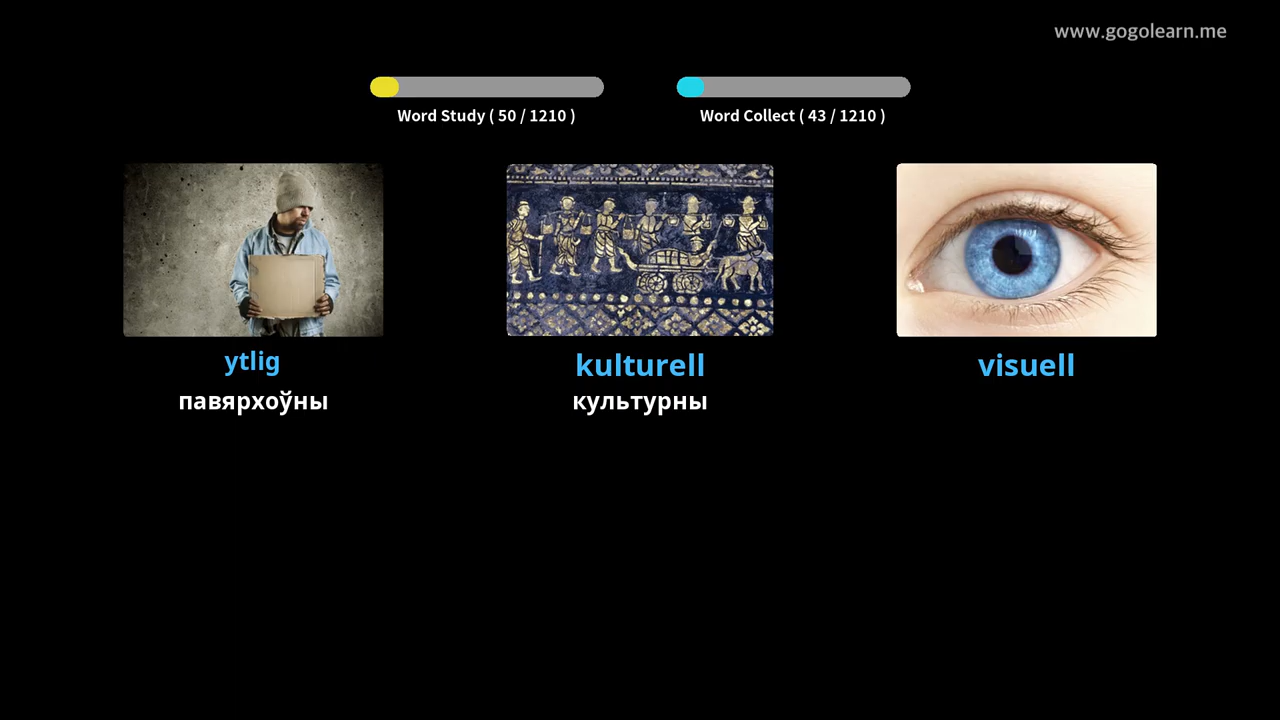 www.gogolearn.me
Word Study ( 50 / 1210 )
Word Collect ( 43 / 1210 )
ytlig
kulturell
visuell
павярхоўны
культурны